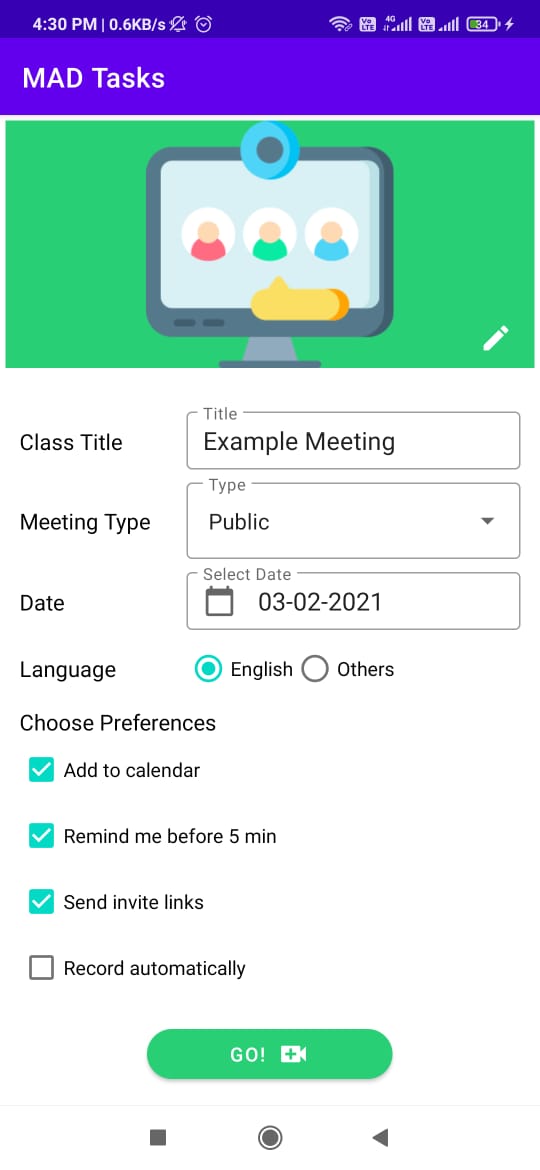 4:30 PM | 0.6KB/s Vo LTE 4G Vo LTE 34
MAD Tasks
Title
Class Title Example Meeting
Type
Meeting Type Public
Select Date
Date 03-02-2021
Language English Others
Choose Preferences
Add to calendar
Remind me before 5 min
Send invite links
Record automatically
GO!